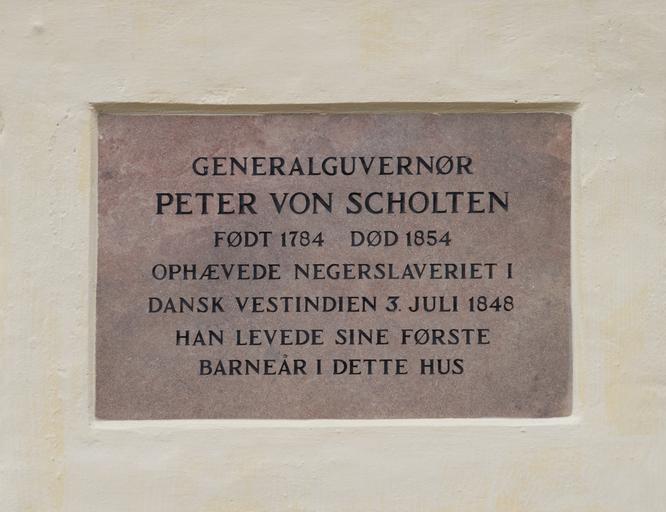 GENERALGUVERNØR
PETER VON SCHOLTEN
FØDT 1784 DØD 1854
OPHÆVEDE NEGERSLAVERIET I
DANSK VESTINDIEN 3. JULI 1848
HAN LEVEDE SINE FØRSTE
BARNEÅR I DETTE HUS